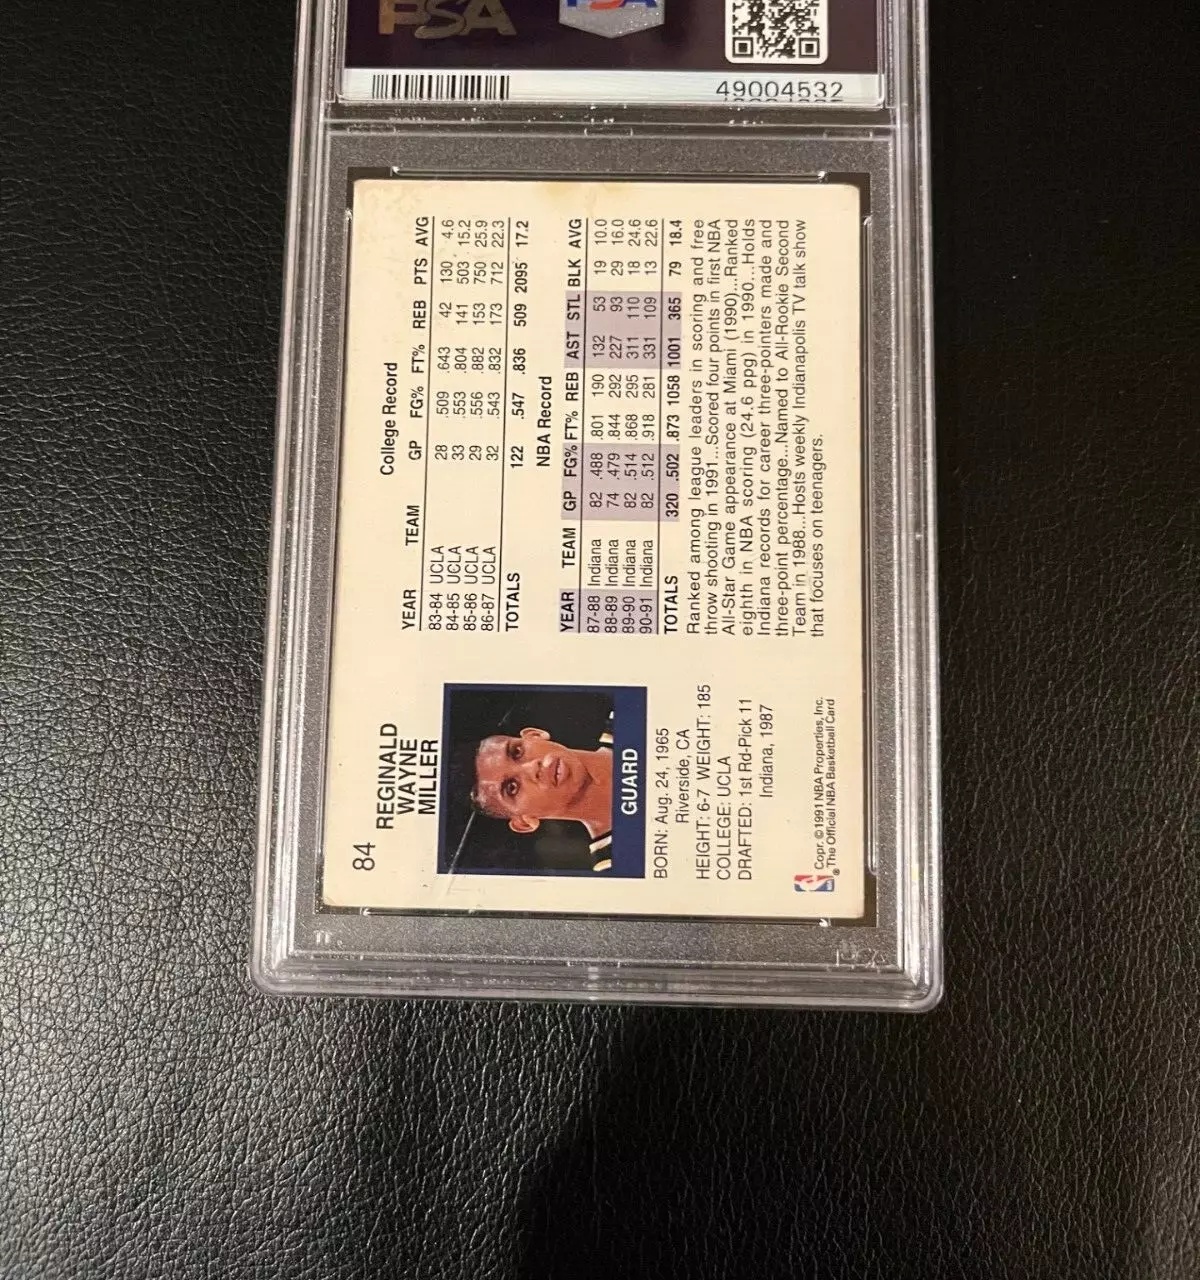 PSA
PSA
49004532
84
REGINALD
WAYNE
MILLER
GUARD
BORN: Aug. 24, 1965
Riverside, CA
HEIGHT: 6-7 WEIGHT: 185
COLLEGE: UCLA
DRAFTED: 1st Rd-Pick 11
Indiana, 1987
NBA
Copr. © 1991 NBA Properties, Inc.
® The Official NBA Basketball Card
College Record
YEAR TEAM GP FG% FT% REB PTS AVG
83-84 UCLA 28 .509 .643 42 130 4.6
84-85 UCLA 33 .553 .804 141 503 15.2
85-86 UCLA 29 .556 .882 153 750 25.9
86-87 UCLA 32 .543 .832 173 712 22.3
TOTALS 122 .547 .836 509 2095 17.2
NBA Record
YEAR TEAM GP FG% FT% REB AST STL BLK AVG
87-88 Indiana 82 .488 .801 190 132 53 19 10.0
88-89 Indiana 74 .479 .844 292 227 93 29 16.0
89-90 Indiana 82 .514 .868 295 311 110 18 24.6
90-91 Indiana 82 .512 .918 281 331 109 13 22.6
TOTALS 320 .502 .873 1058 1001 365 79 18.4
Ranked among league leaders in scoring and free
throw shooting in 1991...Scored four points in first NBA
All-Star Game appearance at Miami (1990)...Ranked
eighth in NBA scoring (24.6 ppg) in 1990...Holds
Indiana records for career three-pointers made and
three-point percentage...Named to All-Rookie Second
Team in 1988...Hosts weekly Indianapolis TV talk show
that focuses on teenagers.